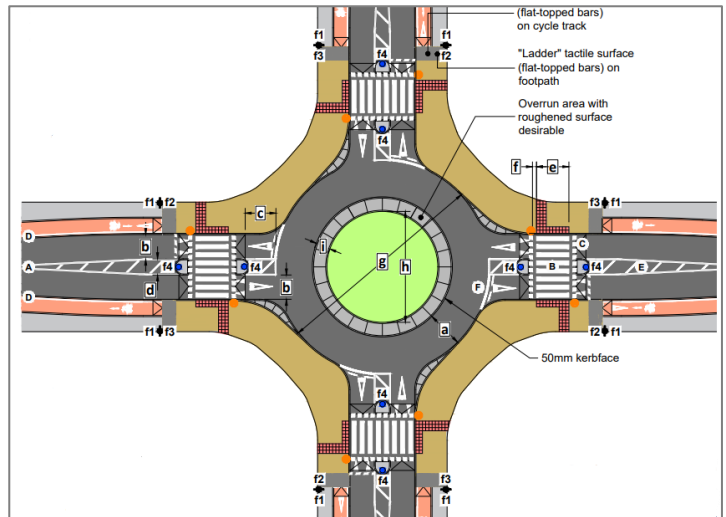 (flat-topped bars)
on cycle track
"Ladder" tactile surface
(flat-topped bars) on
footpath
Overrun area with
roughened surface
desirable
50mm kerbface
f1
f3
f4
f1
f2
f4
f e
f1 f2
f3 f1
c
D
b
A
f4
f4
i
g
h
f4
C
B
f4
E
d
b
F
D
a
f1 f3
f2 f1
f4
f4
f2
f1
f3
f1